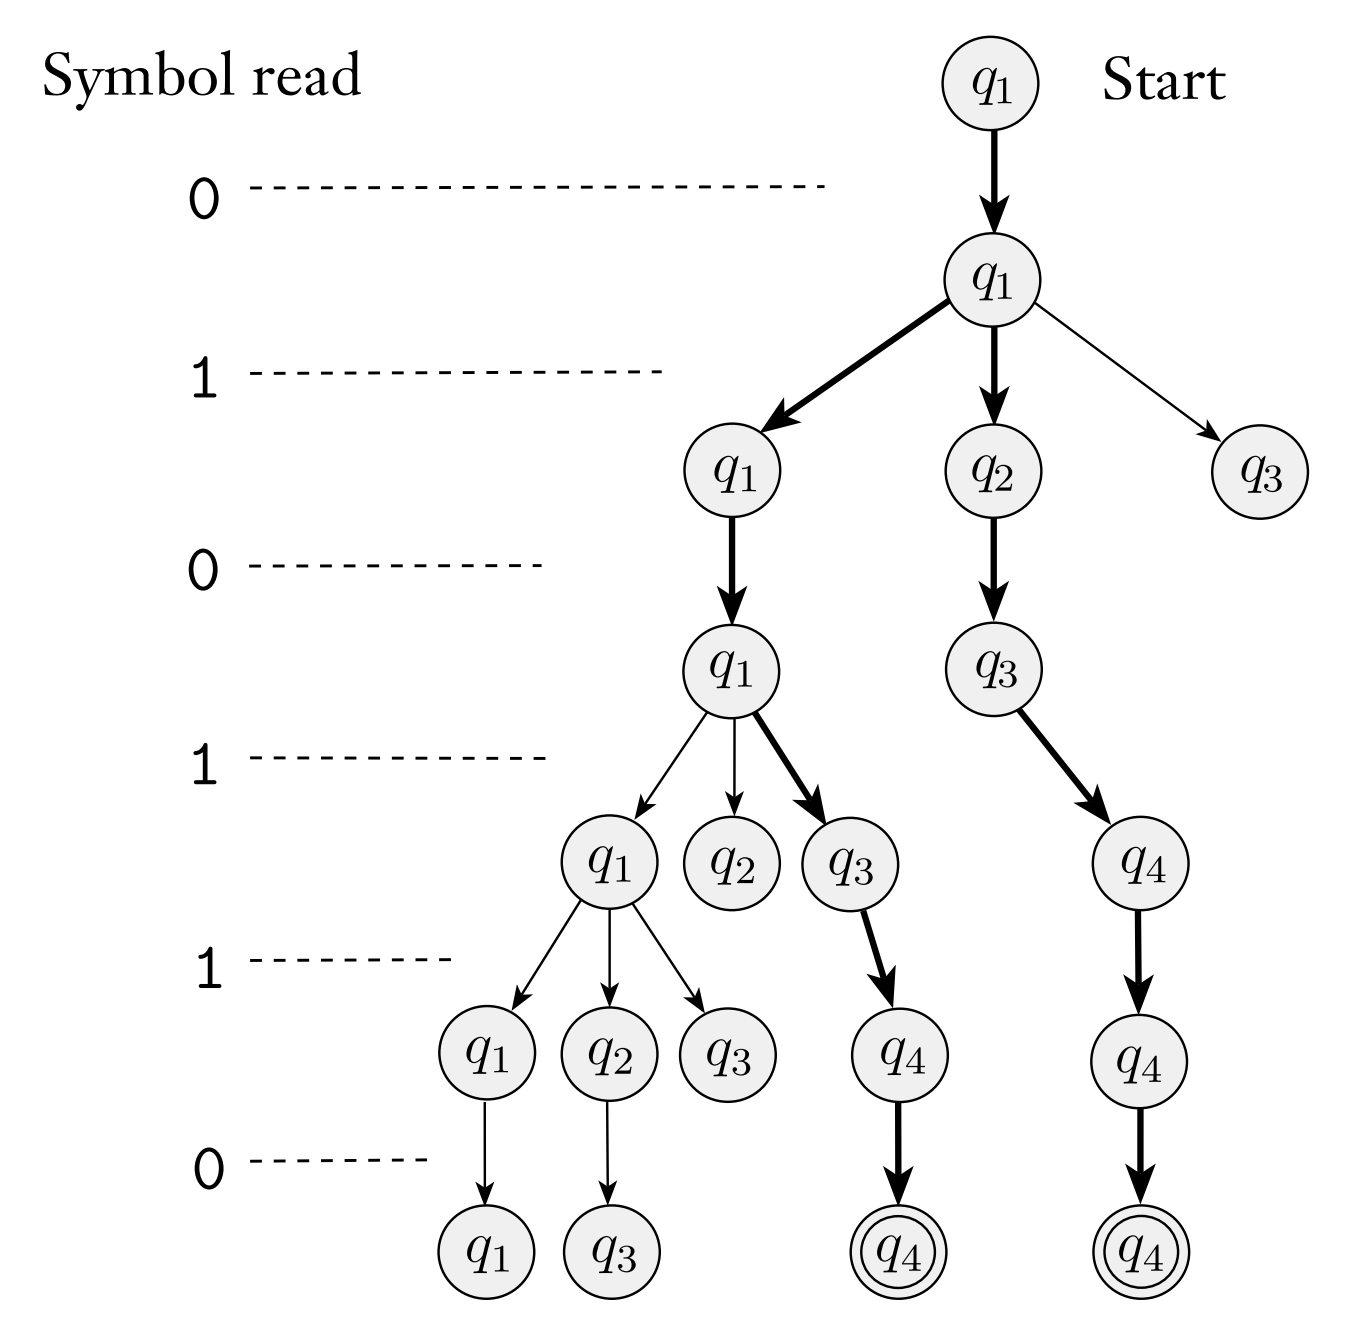 Symbol read q₁ Start
0
q₁
1
q₁ q₂ q₃
0
q₁ q₃
1
q₁ q₂ q₃ q₄
1
q₁ q₂ q₃ q₄ q₄
0
q₁ q₃ q₄ q₄